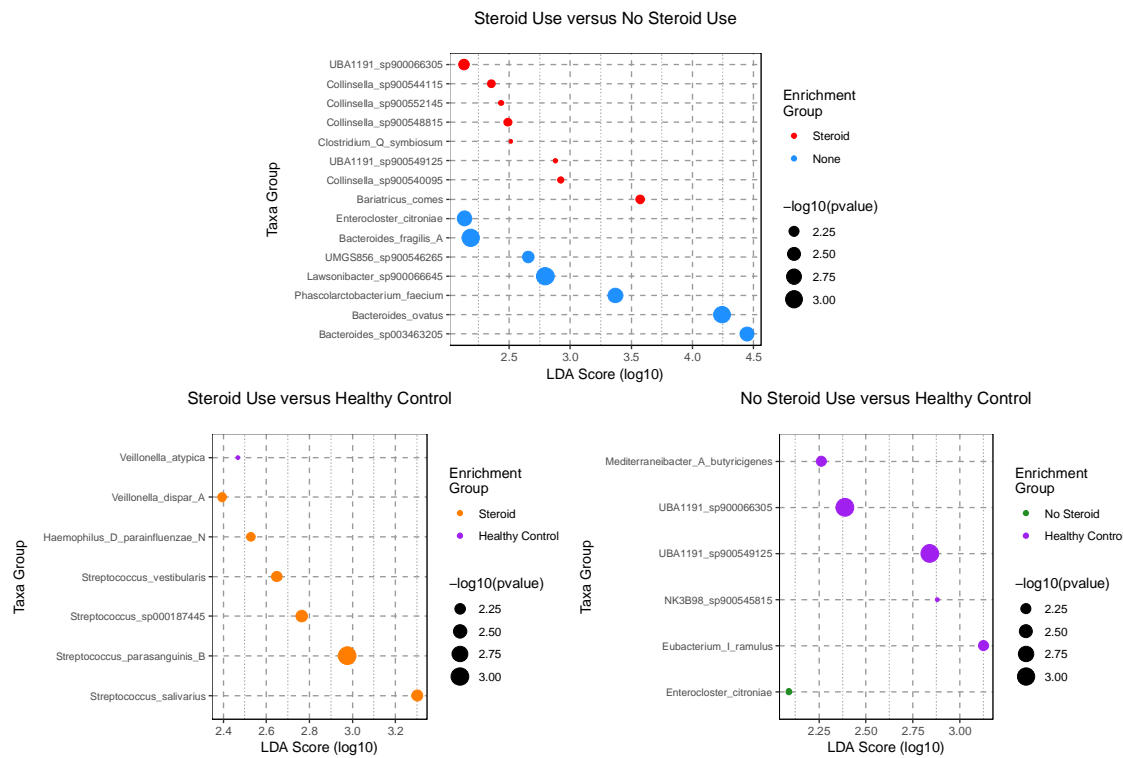 Steroid Use versus No Steroid Use
Taxa Group
UBA1191_sp900066305
Collinsella_sp900544115
Collinsella_sp900552145
Collinsella_sp900548815
Clostridium_Q_symbiosum
UBA1191_sp900549125
Collinsella_sp900540095
Bariatricus_comes
Enterocloster_citroniae
Bacteroides_fragilis_A
UMGS856_sp900546265
Lawsonibacter_sp900066645
Phascolarctobacterium_faecium
Bacteroides_ovatus
Bacteroides_sp003463205
2.5 3.0 3.5 4.0 4.5
LDA Score (log10)
Enrichment
Group
Steroid
None
−log10(pvalue)
2.25
2.50
2.75
3.00
Steroid Use versus Healthy Control
Taxa Group
Veillonella_atypica
Veillonella_dispar_A
Haemophilus_D_parainfluenzae_N
Streptococcus_vestibularis
Streptococcus_sp000187445
Streptococcus_parasanguinis_B
Streptococcus_salivarius
2.4 2.6 2.8 3.0 3.2
LDA Score (log10)
Enrichment
Group
Steroid
Healthy Control
−log10(pvalue)
2.25
2.50
2.75
3.00
No Steroid Use versus Healthy Control
Taxa Group
Mediterraneibacter_A_butyricigenes
UBA1191_sp900066305
UBA1191_sp900549125
NK3B98_sp900545815
Eubacterium_I_ramulus
Enterocloster_citroniae
2.25 2.50 2.75 3.00
LDA Score (log10)
Enrichment
Group
No Steroid
Healthy Contro
−log10(pvalue)
2.25
2.50
2.75
3.00